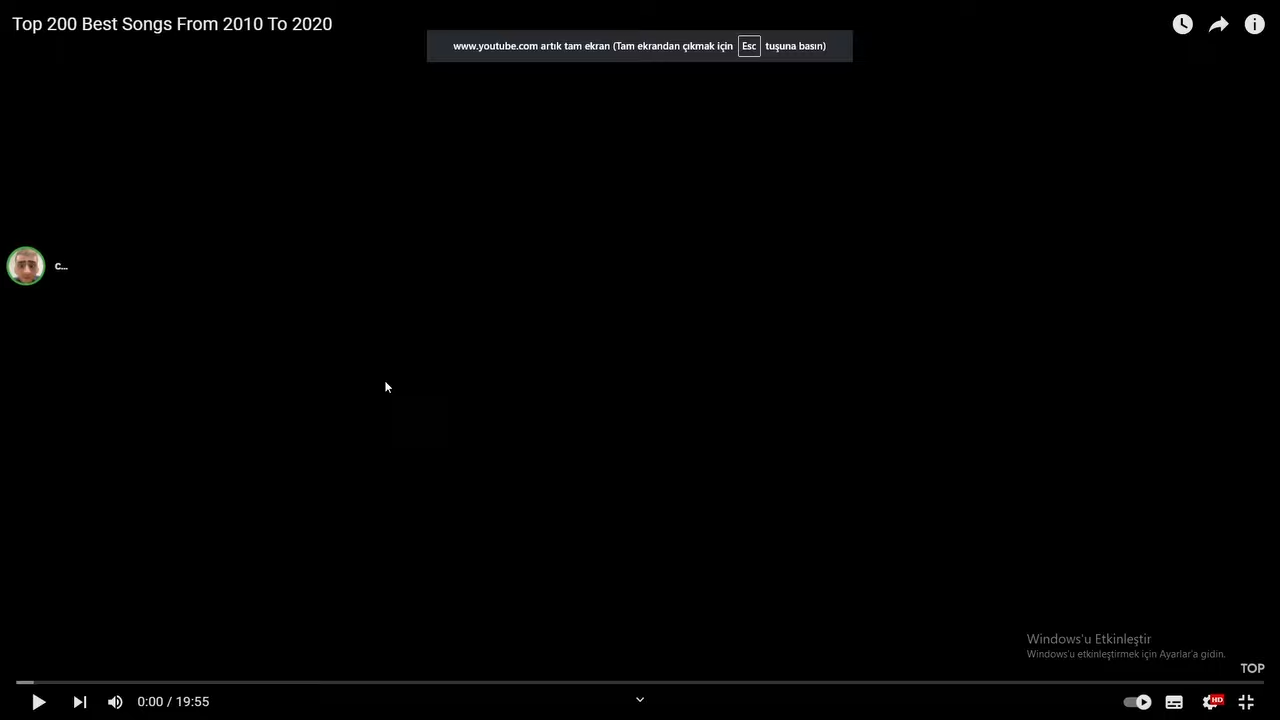 Top 200 Best Songs From 2010 To 2020
www.youtube.com artık tam ekran (Tam ekrandan çıkmak için Esc tuşuna basın)
c...
Windows'u Etkinleştir
Windows'u etkinleştirmek için Ayarlar'a gidin.
TOP
0:00 / 19:55
HD